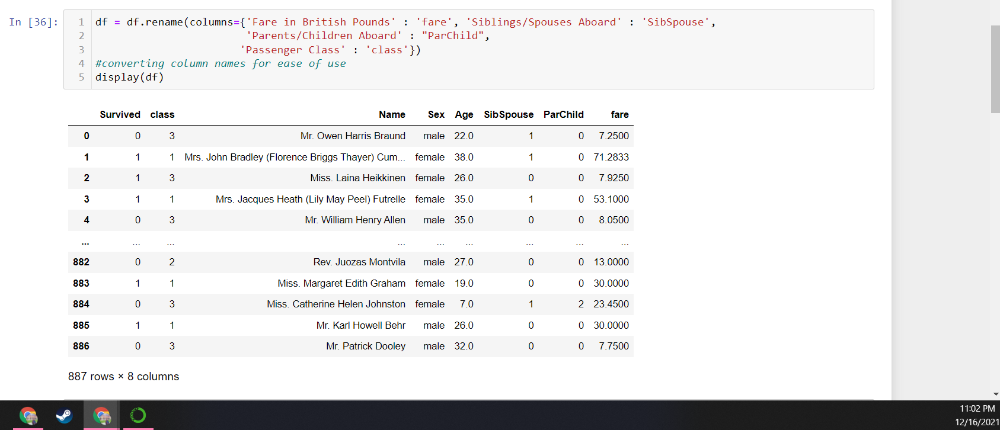 In [36]:
1 df = df.rename(columns={'Fare in British Pounds' : 'fare', 'Siblings/Spouses Aboard' : 'SibSpouse',
2 'Parents/Children Aboard' : "ParChild",
3 'Passenger Class' : 'class'})
4 #converting column names for ease of use
5 display(df)
Survived class Name Sex Age SibSpouse ParChild fare
0 0 3 Mr. Owen Harris Braund male 22.0 1 0 7.2500
1 1 1 Mrs. John Bradley (Florence Briggs Thayer) Cum... female 38.0 1 0 71.2833
2 1 3 Miss. Laina Heikkinen female 26.0 0 0 7.9250
3 1 1 Mrs. Jacques Heath (Lily May Peel) Futrelle female 35.0 1 0 53.1000
4 0 3 Mr. William Henry Allen male 35.0 0 0 8.0500
... ... ... ... ... ... ... ... ...
882 0 2 Rev. Juozas Montvila male 27.0 0 0 13.0000
883 1 1 Miss. Margaret Edith Graham female 19.0 0 0 30.0000
884 0 3 Miss. Catherine Helen Johnston female 7.0 1 2 23.4500
885 1 1 Mr. Karl Howell Behr male 26.0 0 0 30.0000
886 0 3 Mr. Patrick Dooley male 32.0 0 0 7.7500
887 rows × 8 columns
11:02 PM
12/16/2021